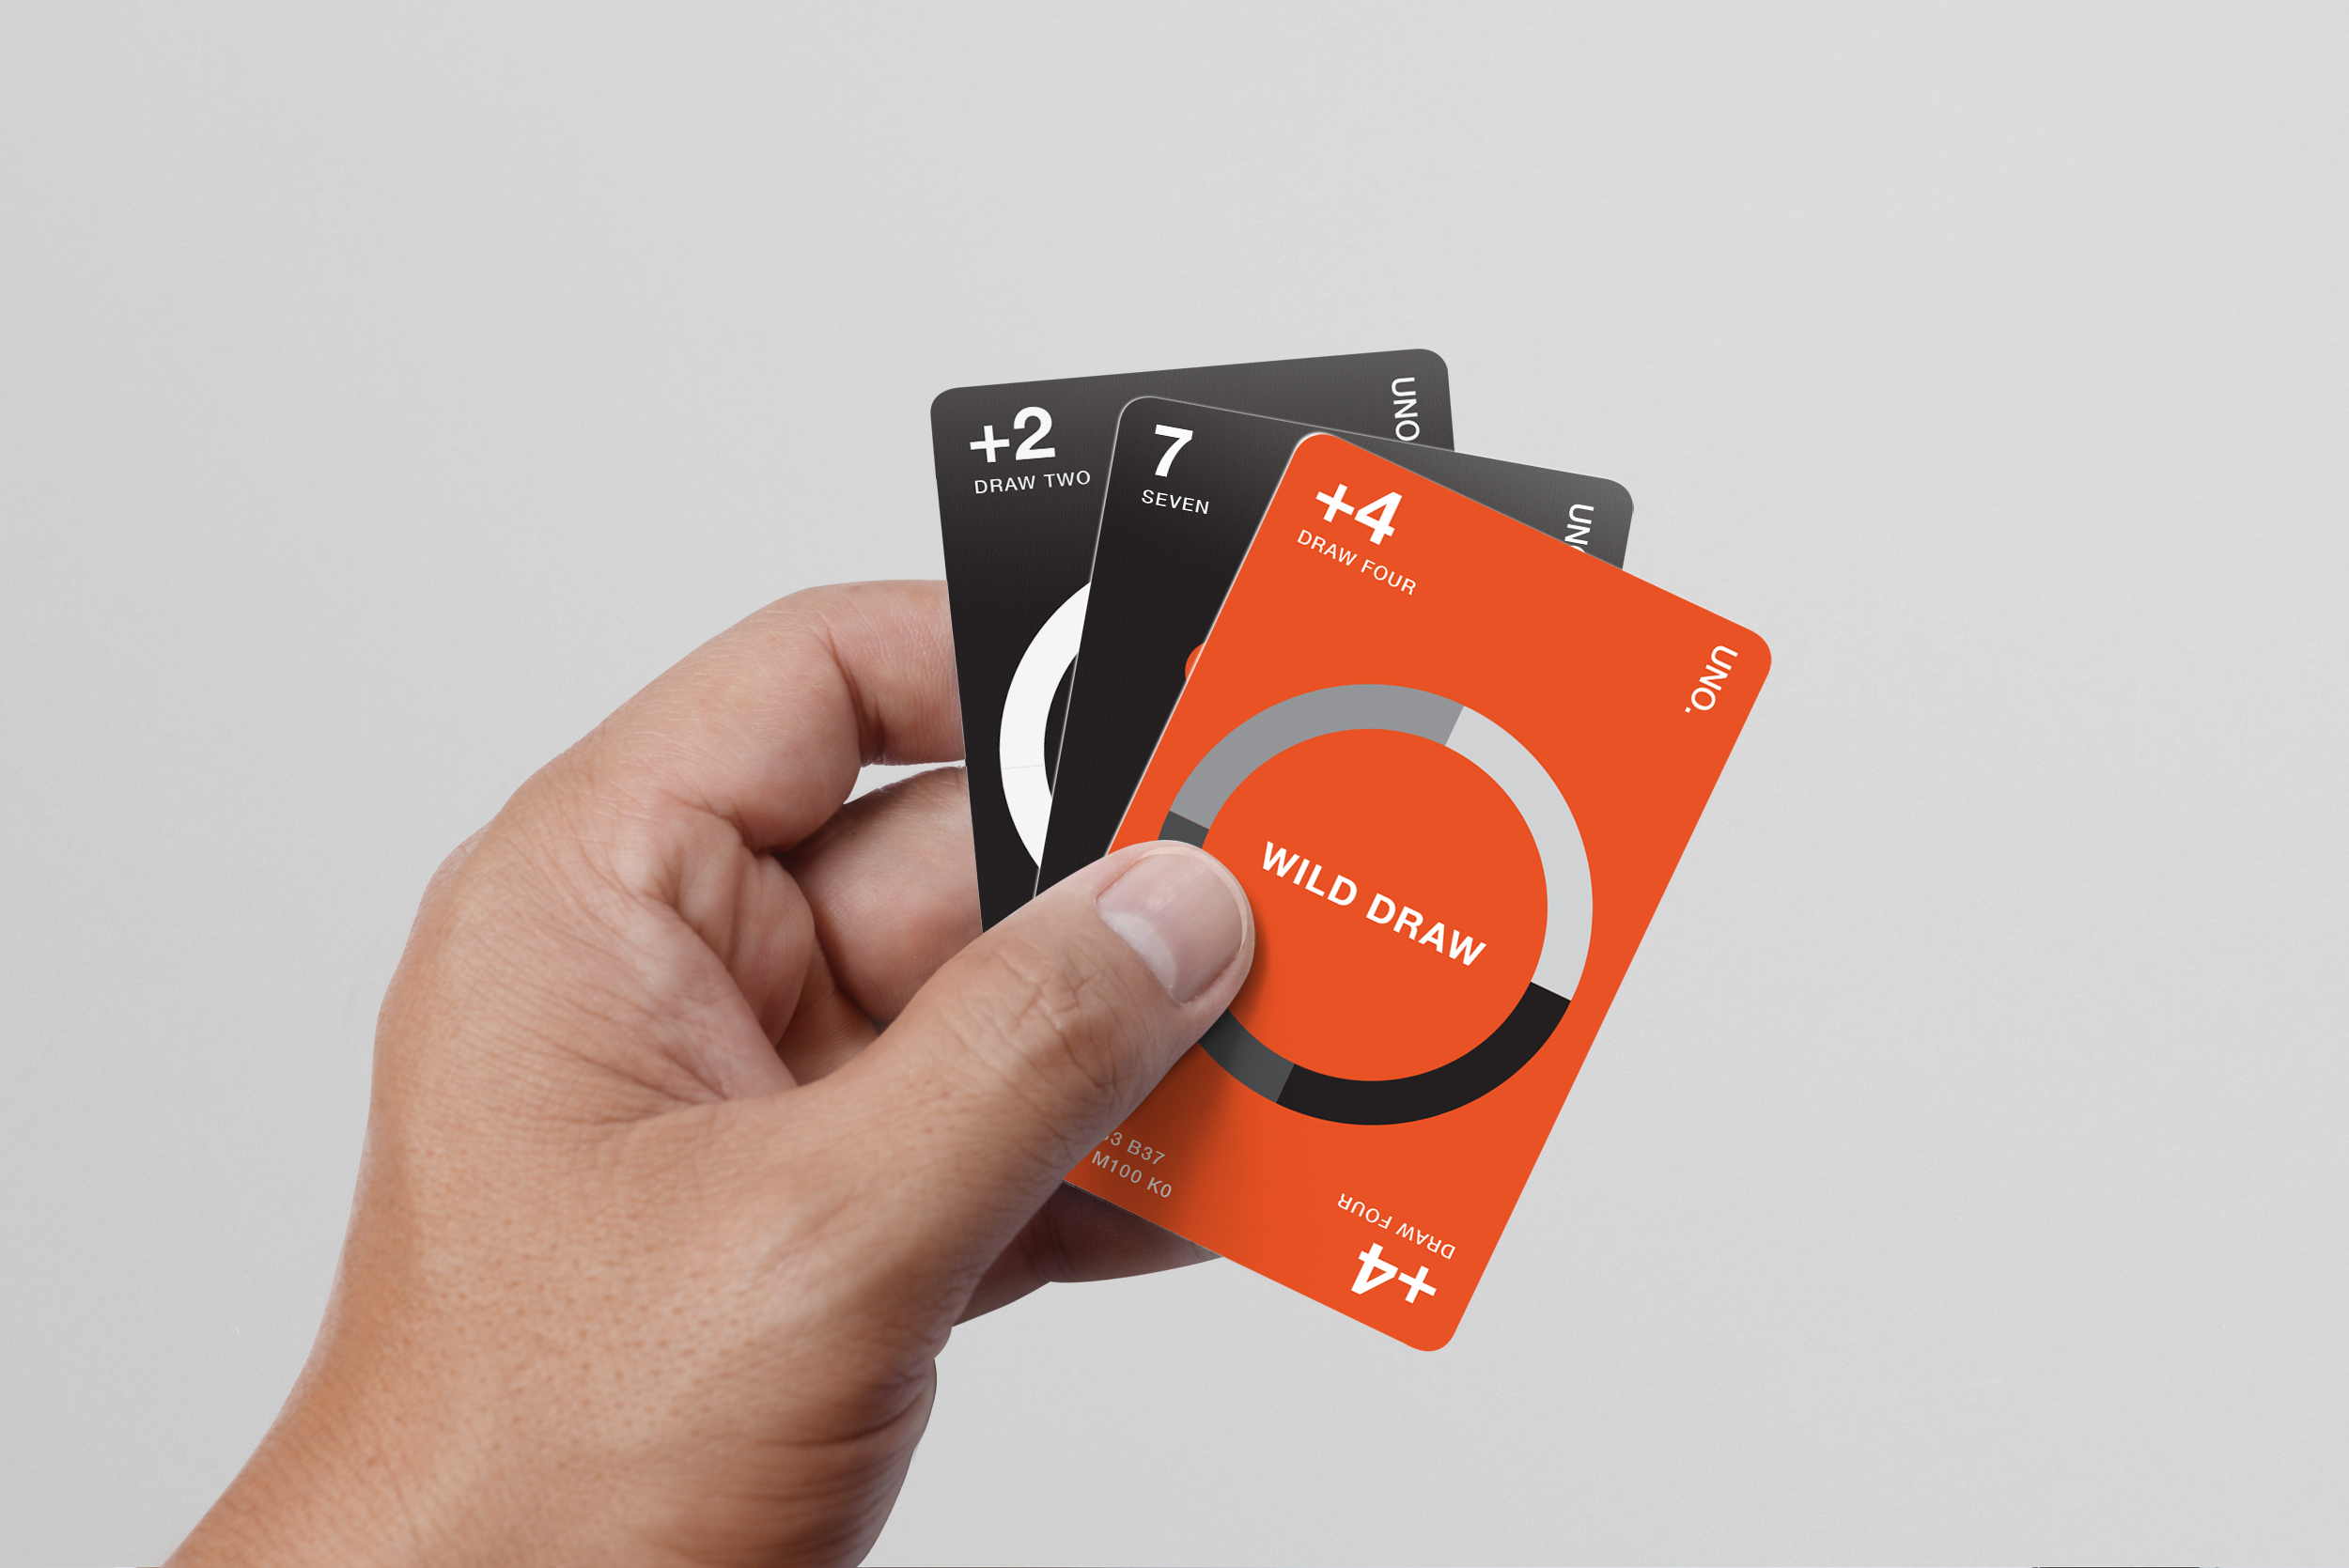 +2
DRAW TWO
UNO
7
SEVEN
UNO
+4
DRAW FOUR
UNO.
WILD DRAW
B37
M100 K0
DRAW FOUR
+4